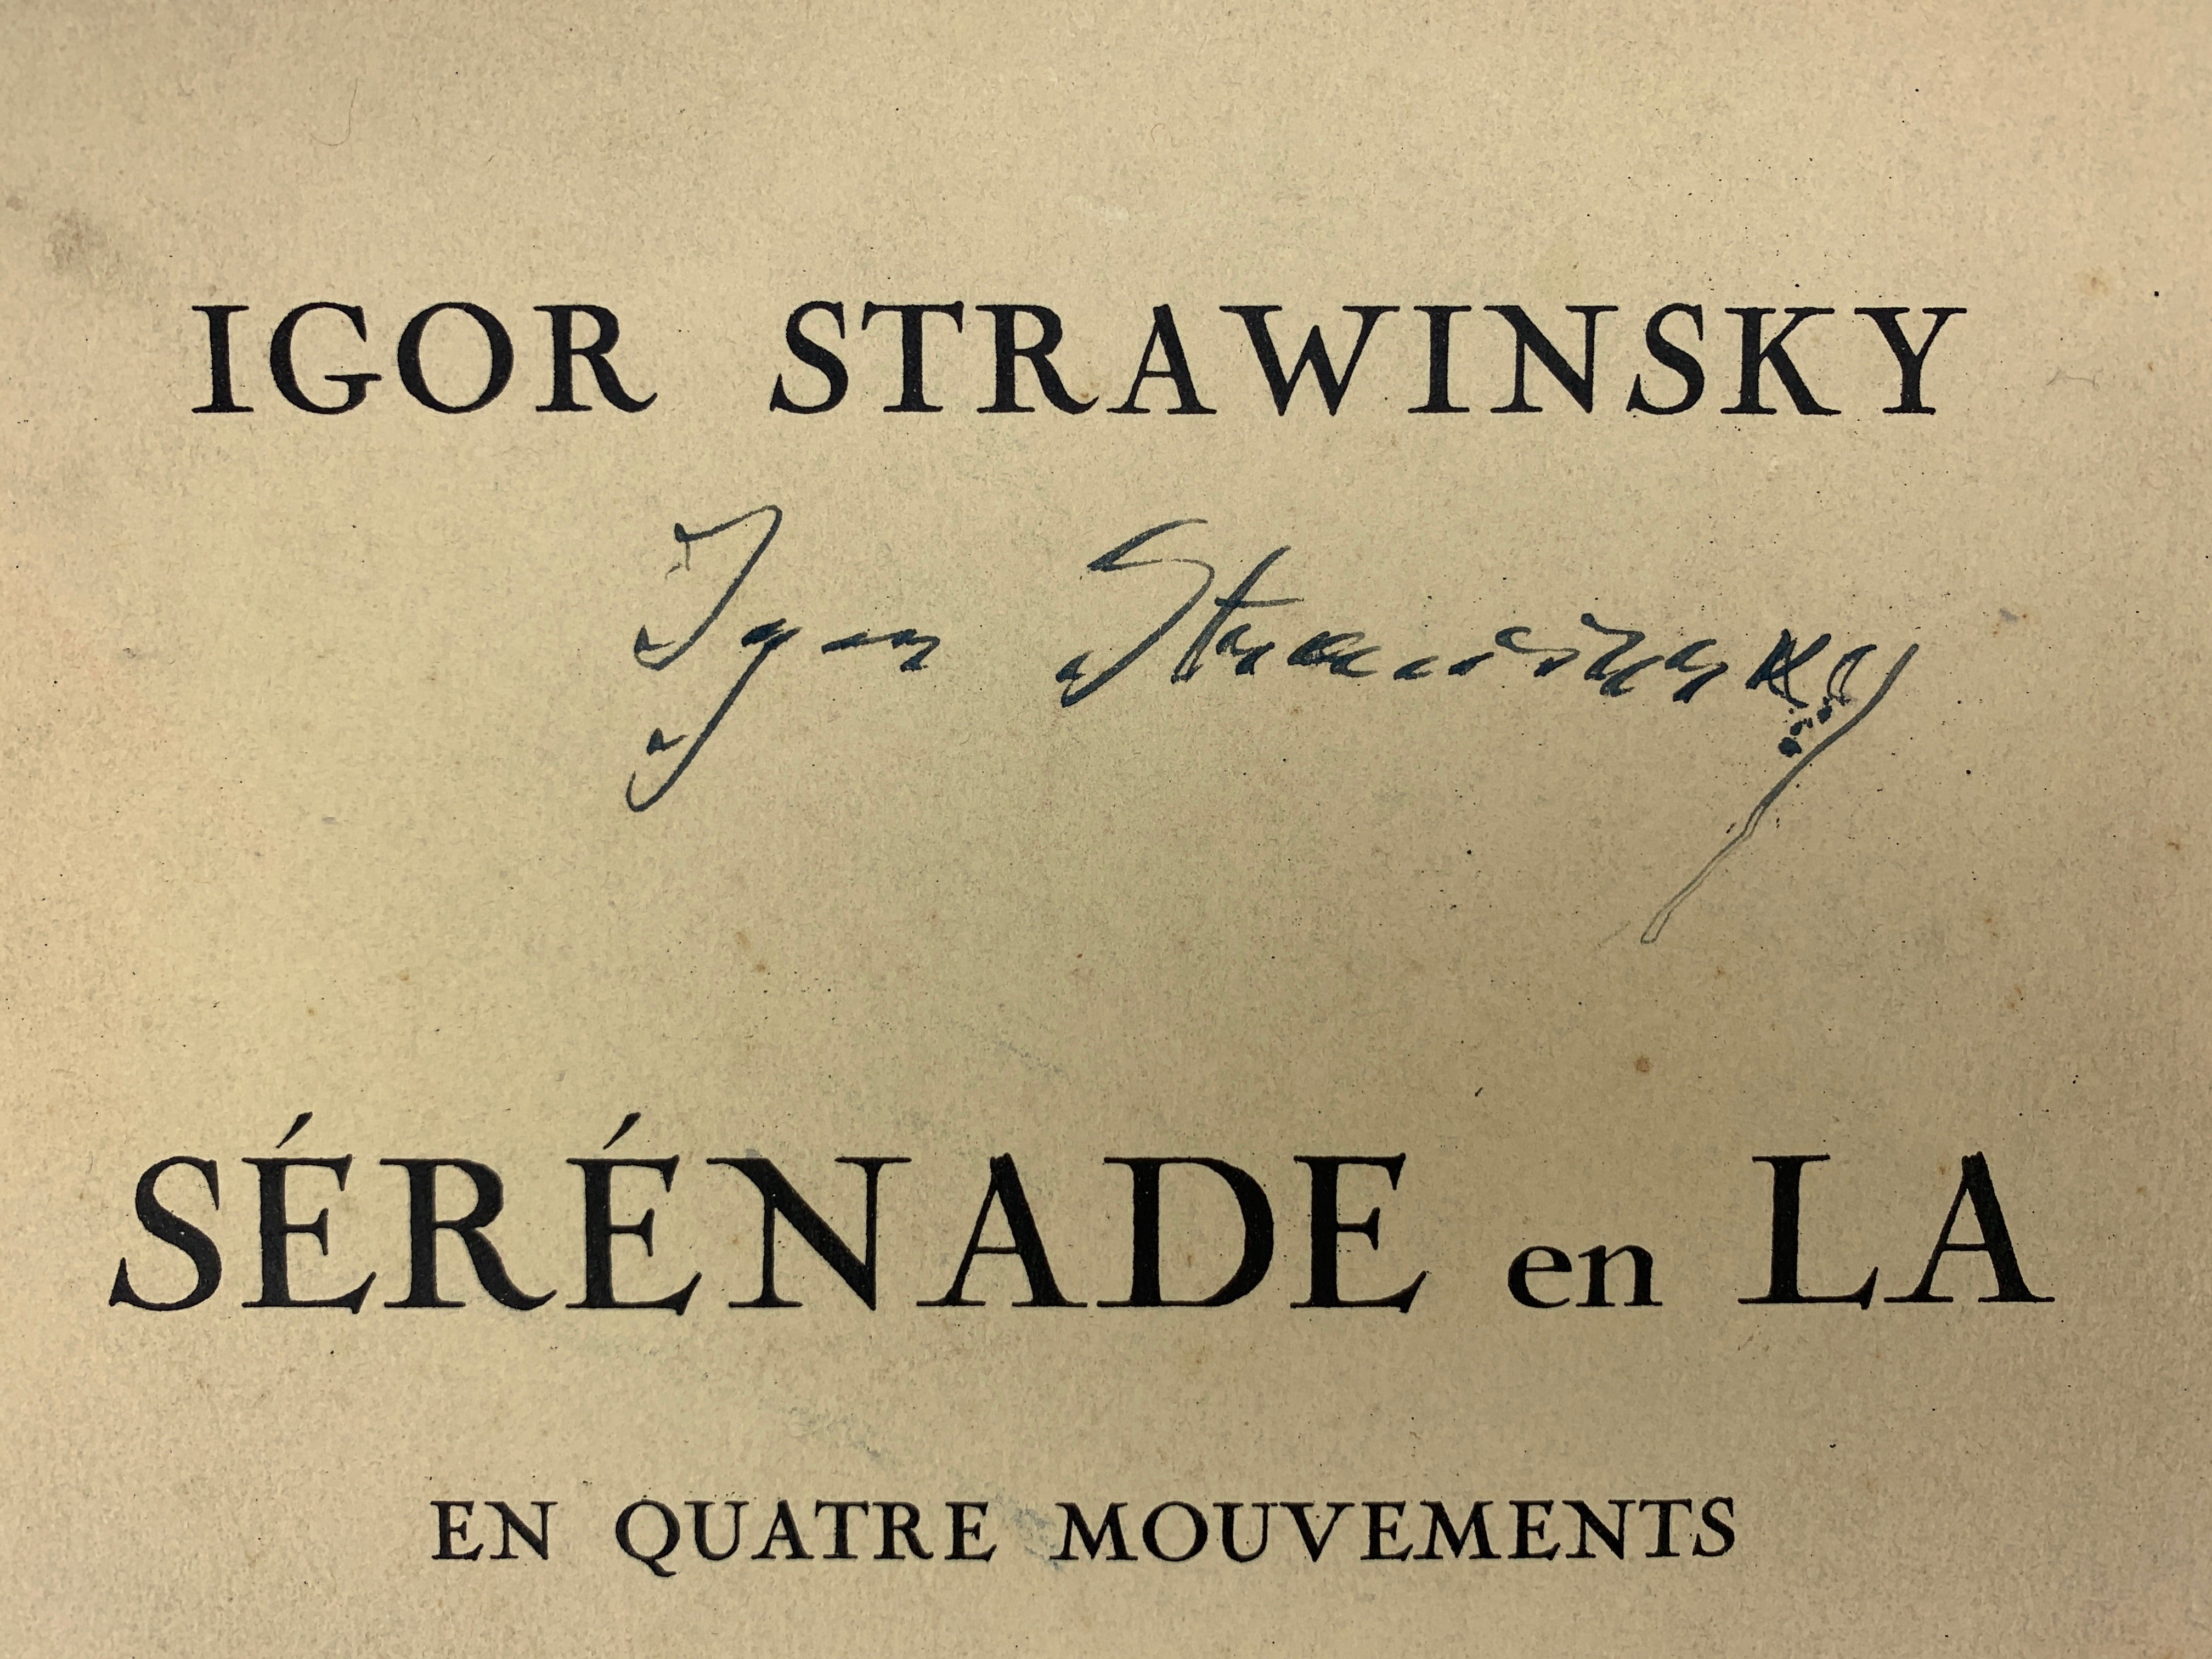 IGOR STRAWINSKY
Igor Strawinsky
SÉRÉNADE en LA
EN QUATRE MOUVEMENTS